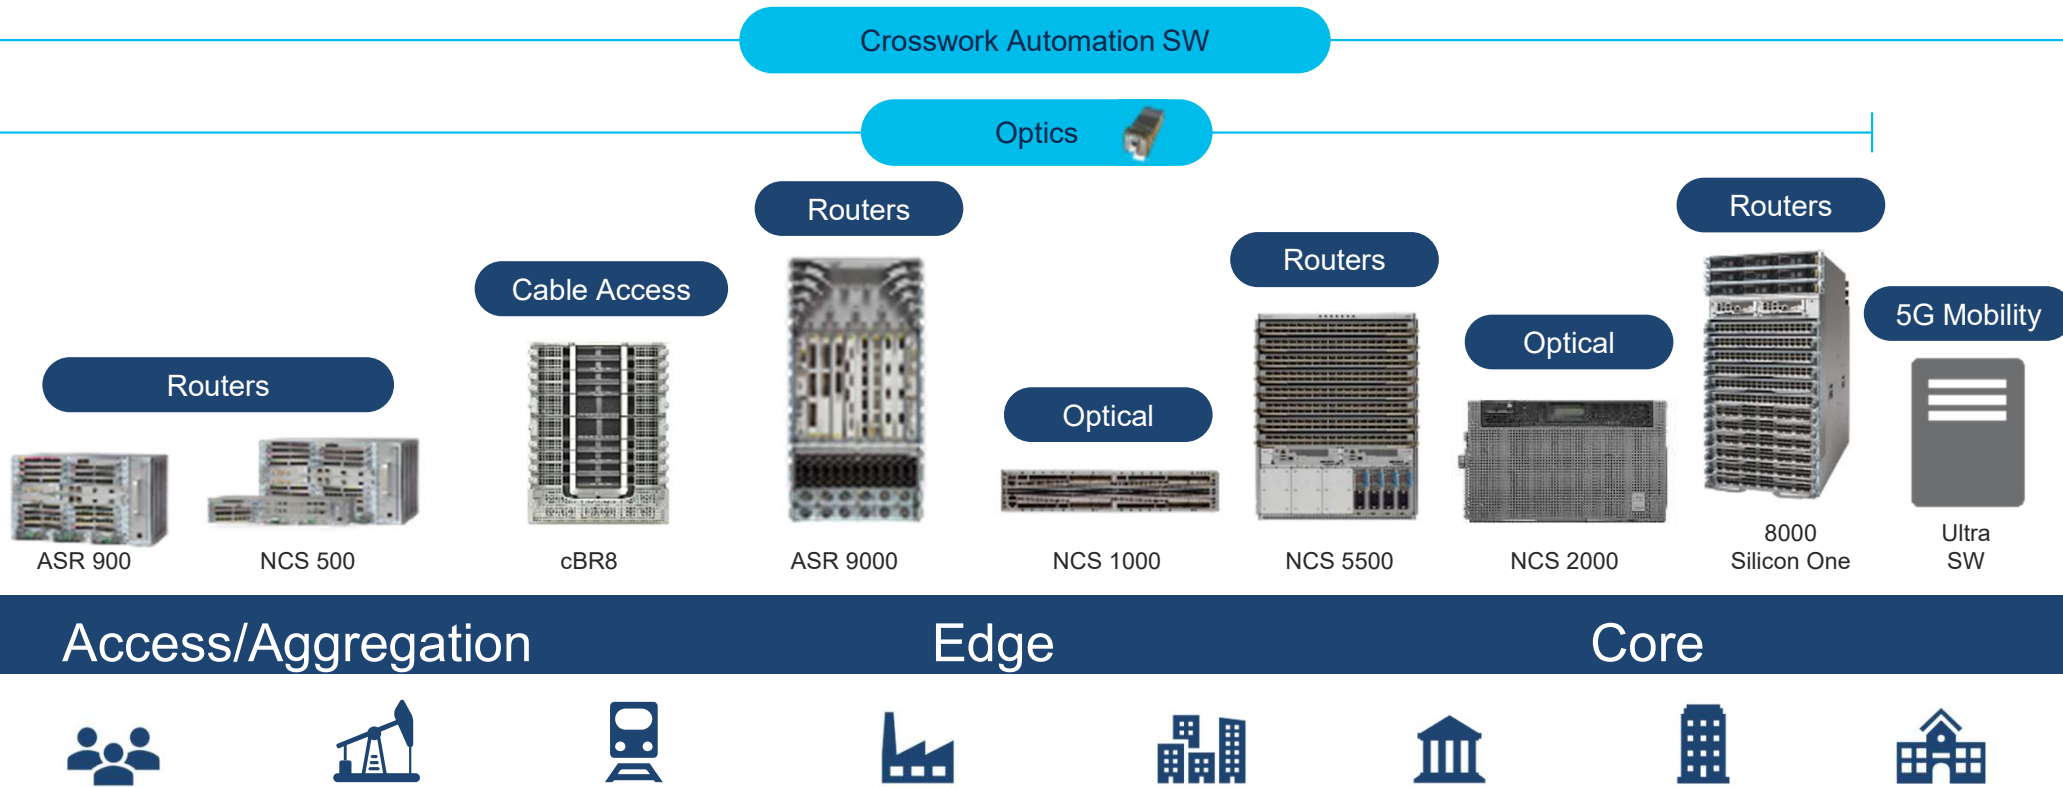 Crosswork Automation SW
Optics
Routers
Routers
Cable Access
Routers
Optical
5G Mobility
Routers
Optical
8000
Ultra
ASR 900
NCS 500
cBR8
ASR 9000
NCS 1000
NCS 5500
NCS 2000
Silicon One
SW
Access/Aggregation
Edge
Core